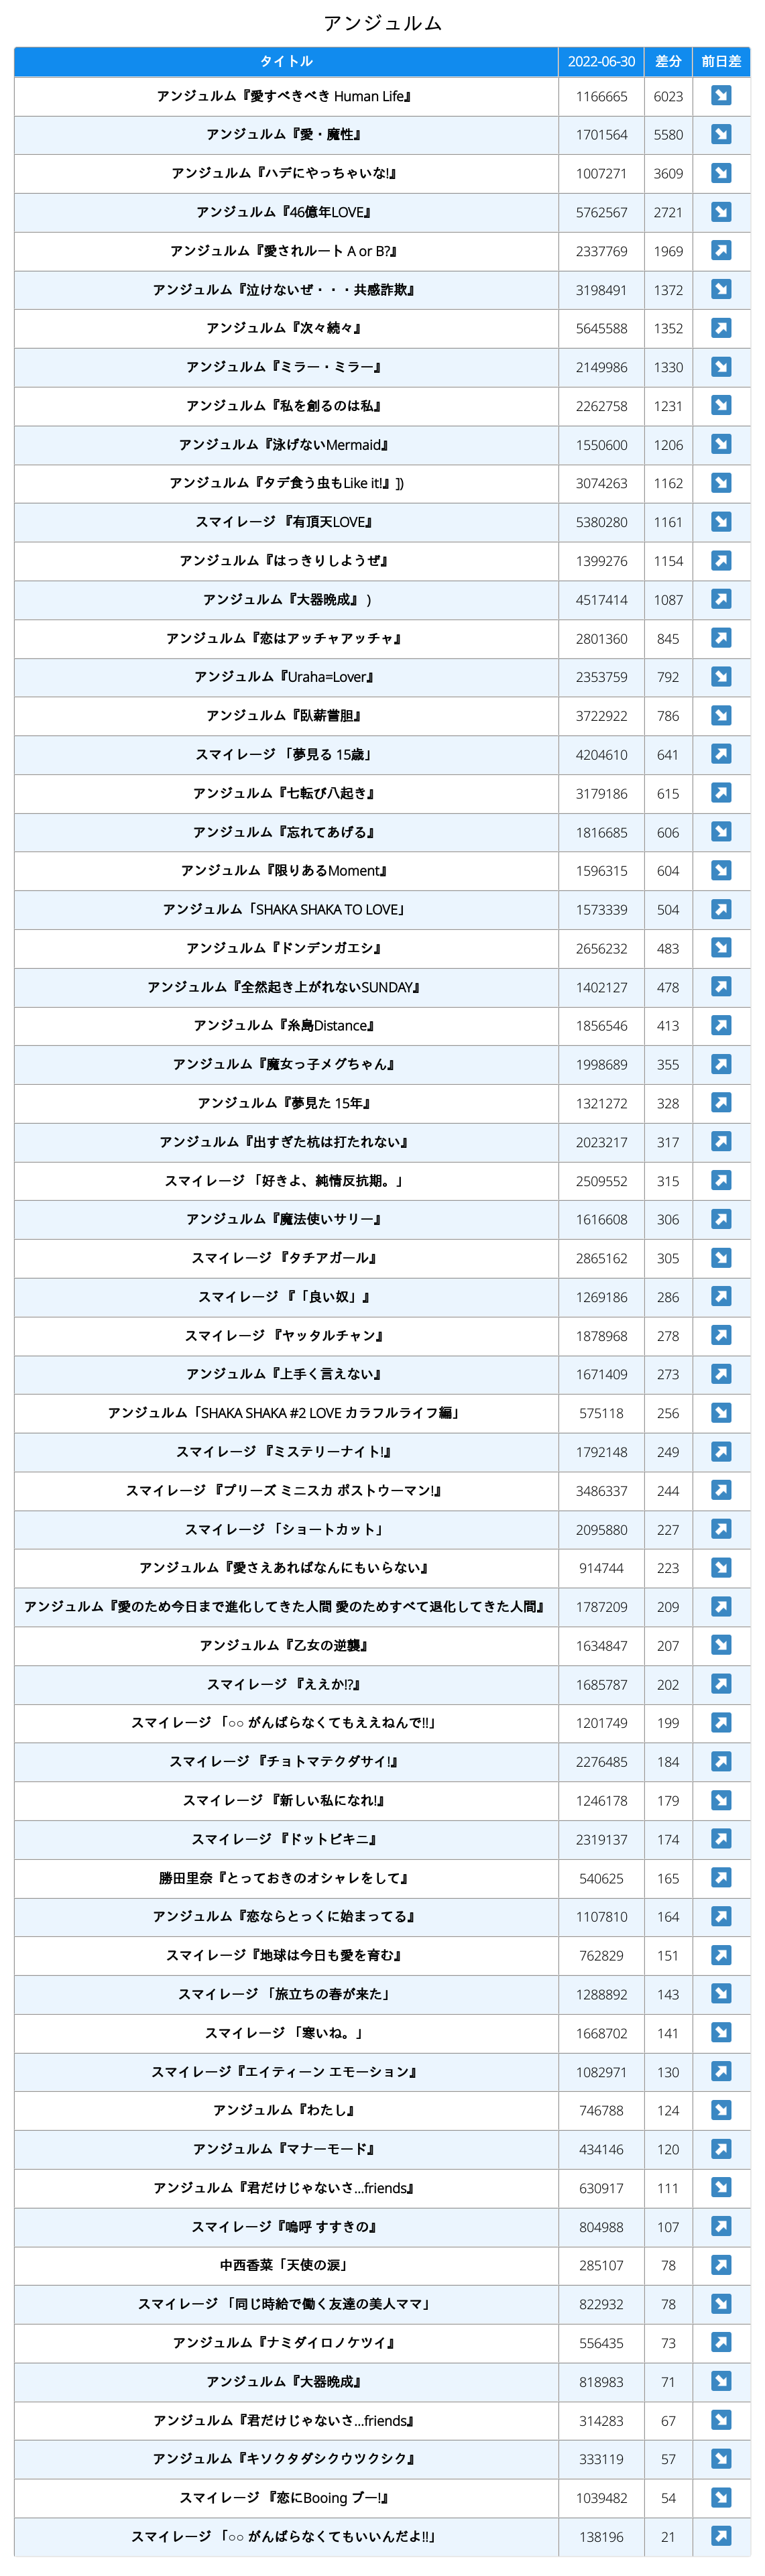 アンジュルム
タイトル 2022-06-30 差分 前日差
アンジュルム『愛すべきべき Human Life』 1166665 6023 ↘
アンジュルム『愛・魔性』 1701564 5580 ↘
アンジュルム『ハデにやっちゃいな!』 1007271 3609 ↘
アンジュルム『46億年LOVE』 5762567 2721 ↘
アンジュルム『愛されルート A or B?』 2337769 1969 ↗
アンジュルム『泣けないぜ・・・共感詐欺』 3198491 1372 ↘
アンジュルム『次々続々』 5645588 1352 ↗
アンジュルム『ミラー・ミラー』 2149986 1330 ↘
アンジュルム『私を創るのは私』 2262758 1231 ↘
アンジュルム『泳げないMermaid』 1550600 1206 ↘
アンジュルム『タデ食う虫もLike it!』]) 3074263 1162 ↘
スマイレージ 『有頂天LOVE』 5380280 1161 ↘
アンジュルム『はっきりしようぜ』 1399276 1154 ↗
アンジュルム『大器晩成』 ) 4517414 1087 ↗
アンジュルム『恋はアッチャアッチャ』 2801360 845 ↗
アンジュルム『Uraha=Lover』 2353759 792 ↘
アンジュルム『臥薪嘗胆』 3722922 786 ↘
スマイレージ 「夢見る 15歳」 4204610 641 ↗
アンジュルム『七転び八起き』 3179186 615 ↗
アンジュルム『忘れてあげる』 1816685 606 ↘
アンジュルム『限りあるMoment』 1596315 604 ↘
アンジュルム「SHAKA SHAKA TO LOVE」 1573339 504 ↗
アンジュルム『ドンデンガエシ』 2656232 483 ↘
アンジュルム『全然起き上がれないSUNDAY』 1402127 478 ↗
アンジュルム『糸島Distance』 1856546 413 ↗
アンジュルム『魔女っ子メグちゃん』 1998689 355 ↗
アンジュルム『夢見た 15年』 1321272 328 ↗
アンジュルム『出すぎた杭は打たれない』 2023217 317 ↗
スマイレージ 「好きよ、純情反抗期。」 2509552 315 ↗
アンジュルム『魔法使いサリー』 1616608 306 ↗
スマイレージ 『タチアガール』 2865162 305 ↘
スマイレージ 『「良い奴」』 1269186 286 ↗
スマイレージ 『ヤッタルチャン』 1878968 278 ↗
アンジュルム『上手く言えない』 1671409 273 ↗
アンジュルム「SHAKA SHAKA #2 LOVE カラフルライフ編」 575118 256 ↘
スマイレージ 『ミステリーナイト!』 1792148 249 ↗
スマイレージ 『プリーズ ミニスカ ポストウーマン!』 3486337 244 ↗
スマイレージ 「ショートカット」 2095880 227 ↗
アンジュルム『愛さえあればなんにもいらない』 914744 223 ↘
アンジュルム『愛のため今日まで進化してきた人間 愛のためすべて退化してきた人間』 1787209 209 ↗
アンジュルム『乙女の逆襲』 1634847 207 ↘
スマイレージ 『ええか!?』 1685787 202 ↗
スマイレージ 「○○ がんばらなくてもええねんで!!」 1201749 199 ↗
スマイレージ 『チョトマテクダサイ!』 2276485 184 ↗
スマイレージ 『新しい私になれ!』 1246178 179 ↘
スマイレージ 『ドットビキニ』 2319137 174 ↗
勝田里奈『とっておきのオシャレをして』 540625 165 ↗
アンジュルム『恋ならとっくに始まってる』 1107810 164 ↗
スマイレージ『地球は今日も愛を育む』 762829 151 ↗
スマイレージ 「旅立ちの春が来た」 1288892 143 ↘
スマイレージ 「寒いね。」 1668702 141 ↘
スマイレージ『エイティーン エモーション』 1082971 130 ↗
アンジュルム『わたし』 746788 124 ↘
アンジュルム『マナーモード』 434146 120 ↗
アンジュルム『君だけじゃないさ...friends』 630917 111 ↘
スマイレージ『嗚呼 すすきの』 804988 107 ↗
中西香菜「天使の涙」 285107 78 ↗
スマイレージ 「同じ時給で働く友達の美人ママ」 822932 78 ↘
アンジュルム『ナミダイロノケツイ』 556435 73 ↗
アンジュルム『大器晩成』 818983 71 ↘
アンジュルム『君だけじゃないさ...friends』 314283 67 ↘
アンジュルム『キソクタダシクウツクシク』 333119 57 ↘
スマイレージ 『恋にBooing ブー!』 1039482 54 ↘
スマイレージ 「○○ がんばらなくてもいいんだよ!!」 138196 21 ↗